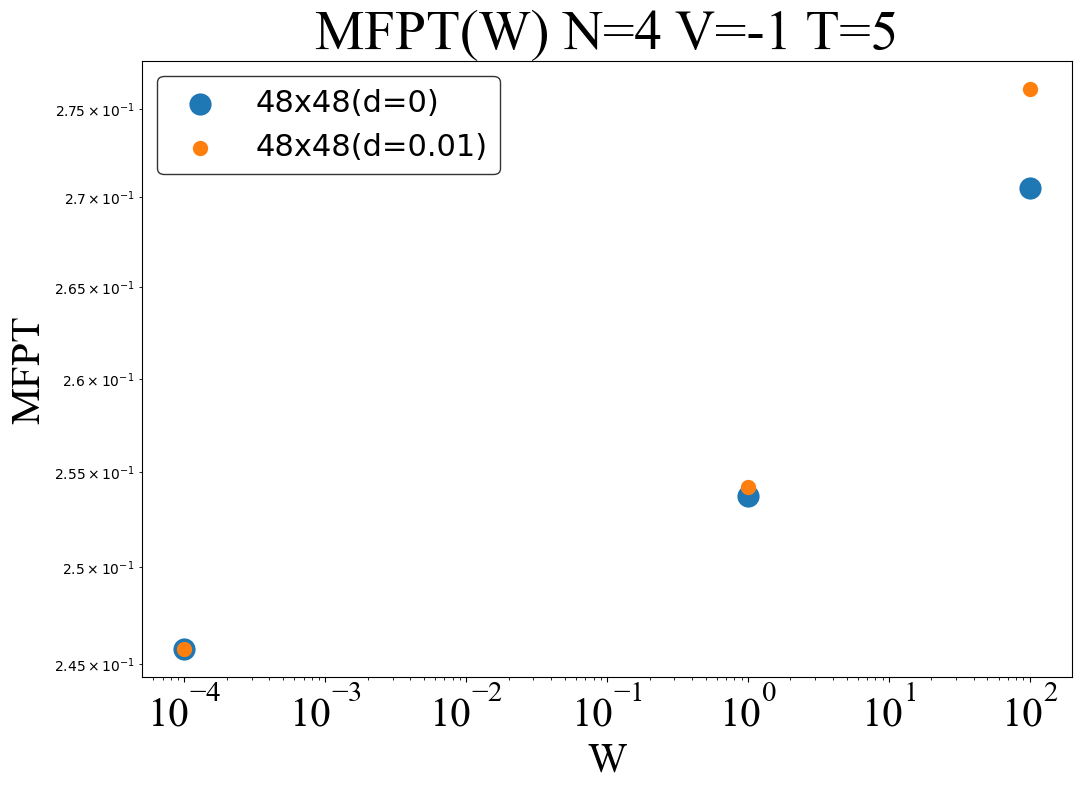 MFPT(W) N=4 V=-1 T=5
48x48(d=0)
48x48(d=0.01)
MFPT
2.75 × 10⁻¹
2.7 × 10⁻¹
2.65 × 10⁻¹
2.6 × 10⁻¹
2.55 × 10⁻¹
2.5 × 10⁻¹
2.45 × 10⁻¹
10⁻⁴ 10⁻³ 10⁻² 10⁻¹ 10⁰ 10¹ 10²
W